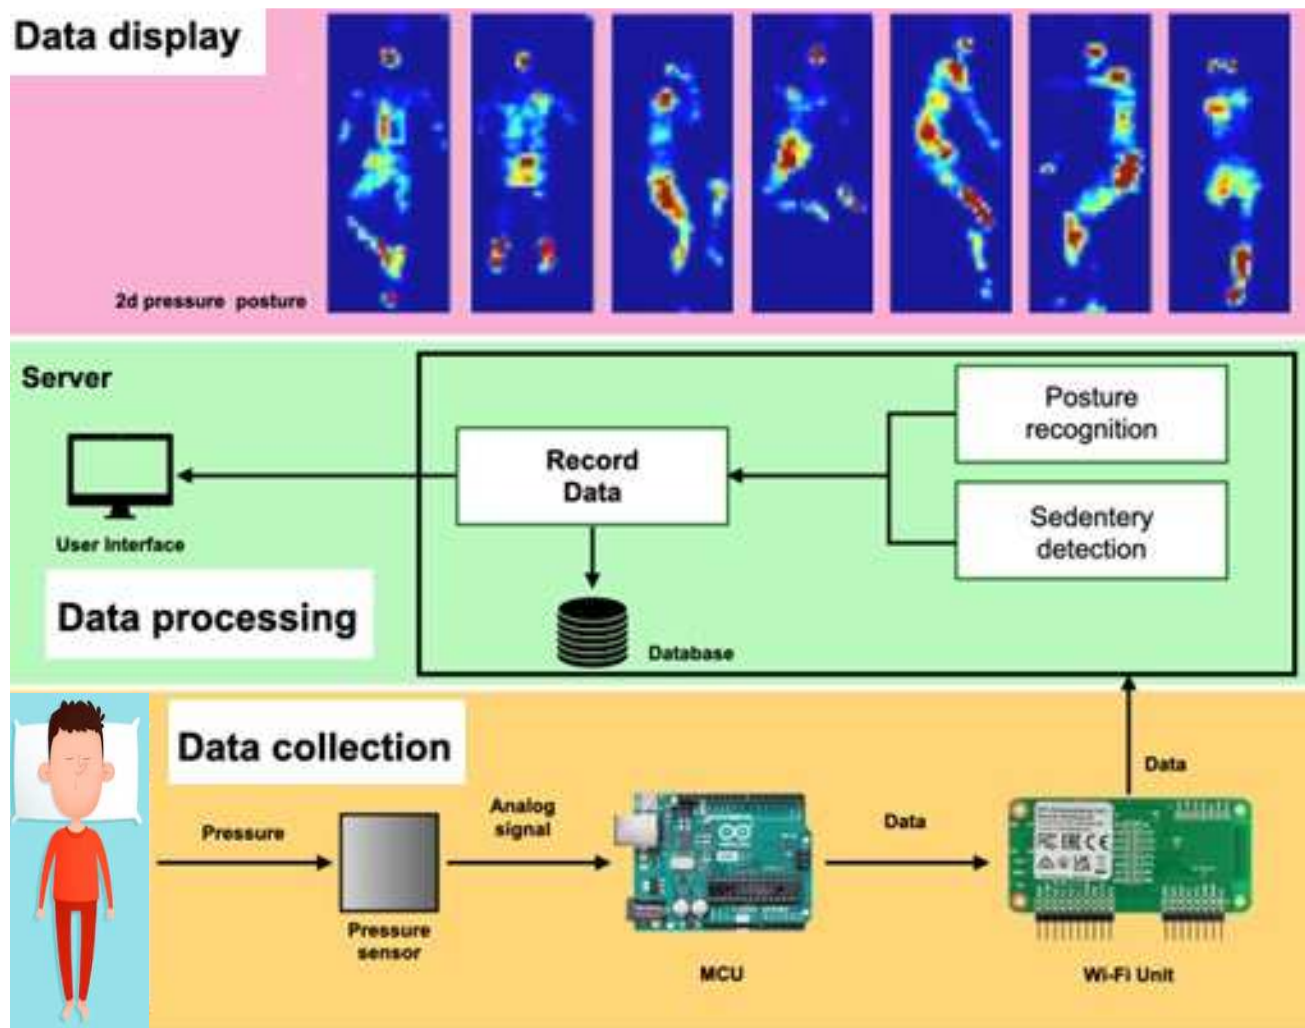 Data display
2d pressure posture
Server
Posture
recognition
Record
Data
Sedentery
detection
User Interface
Data processing
Database
Data collection
Data
Pressure
Analog
signal
Data
Pressure
sensor
MCU
Wi-Fi Unit